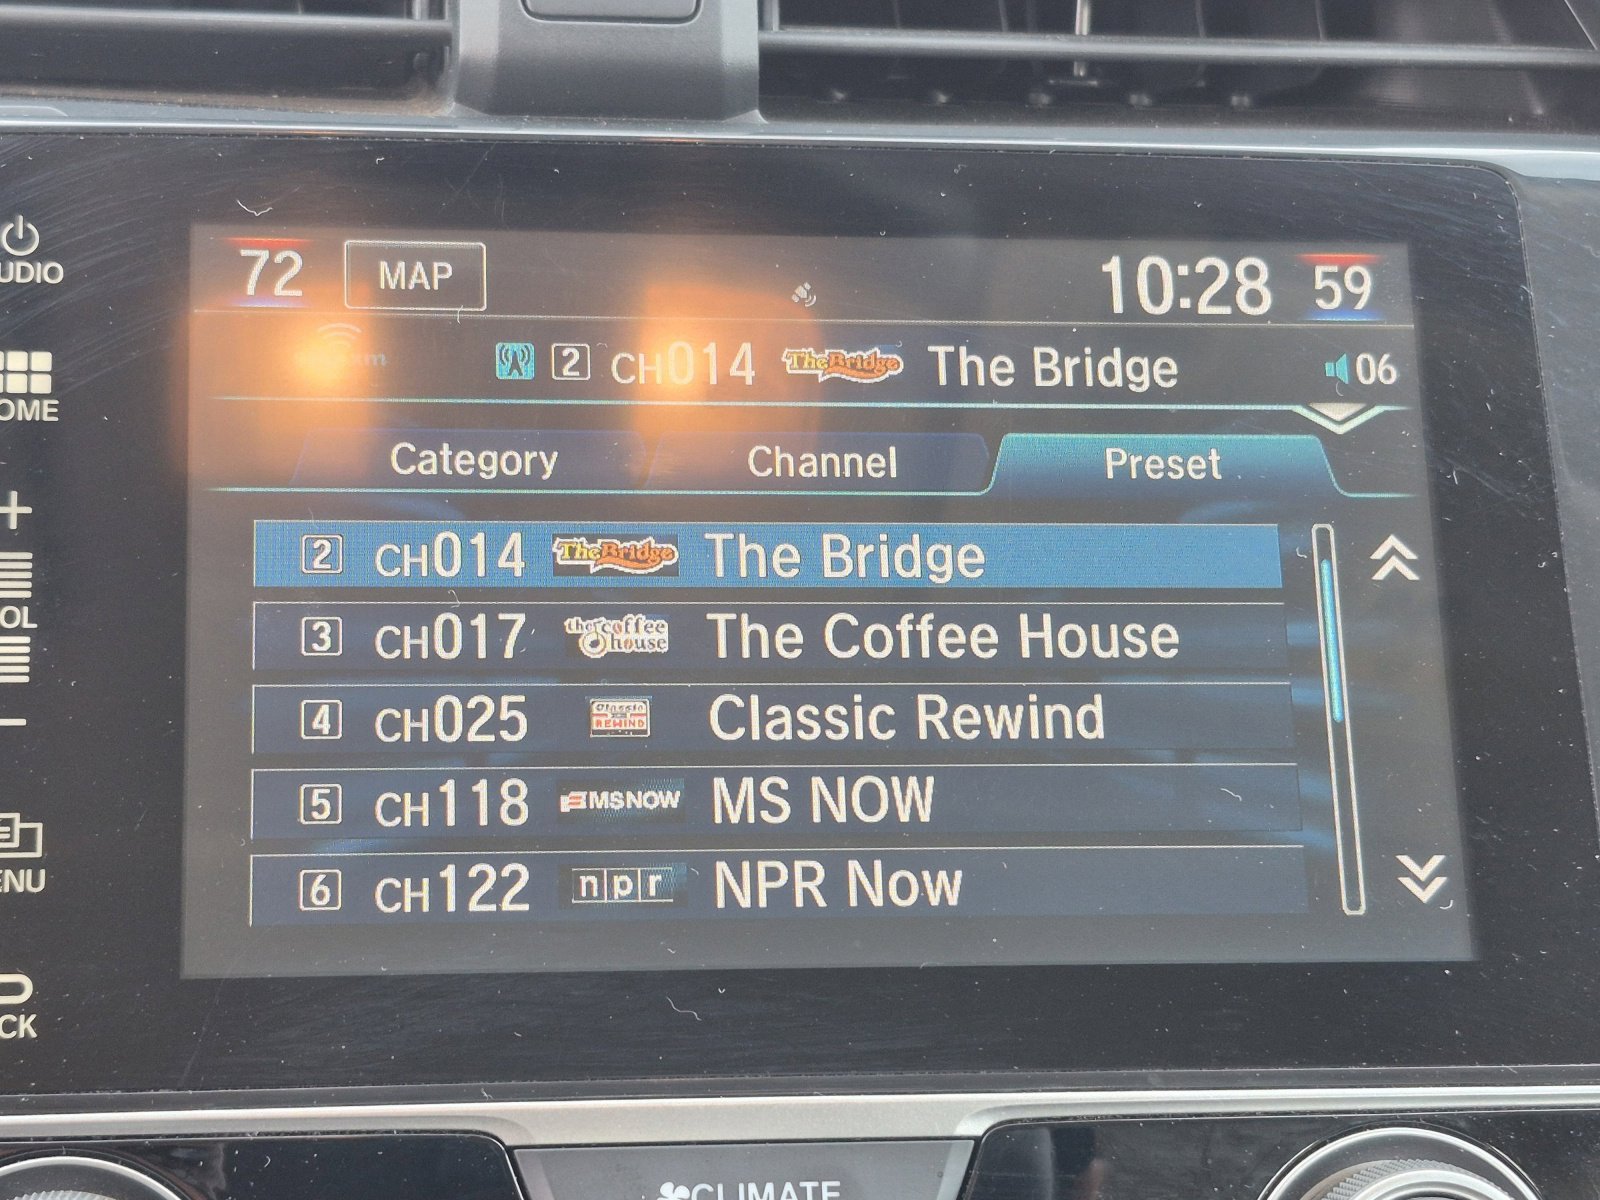 72 MAP 10:28 59
2 CH014 The Bridge The Bridge 06
Category Channel Preset
2 CH014 The Bridge The Bridge
3 CH017 the coffee house The Coffee House
4 CH025 Classic REWIND Classic Rewind
5 CH118 MS NOW MS NOW
6 CH122 npr NPR Now
UDIO
OME
+
OL
−
ENU
CK
CLIMATE